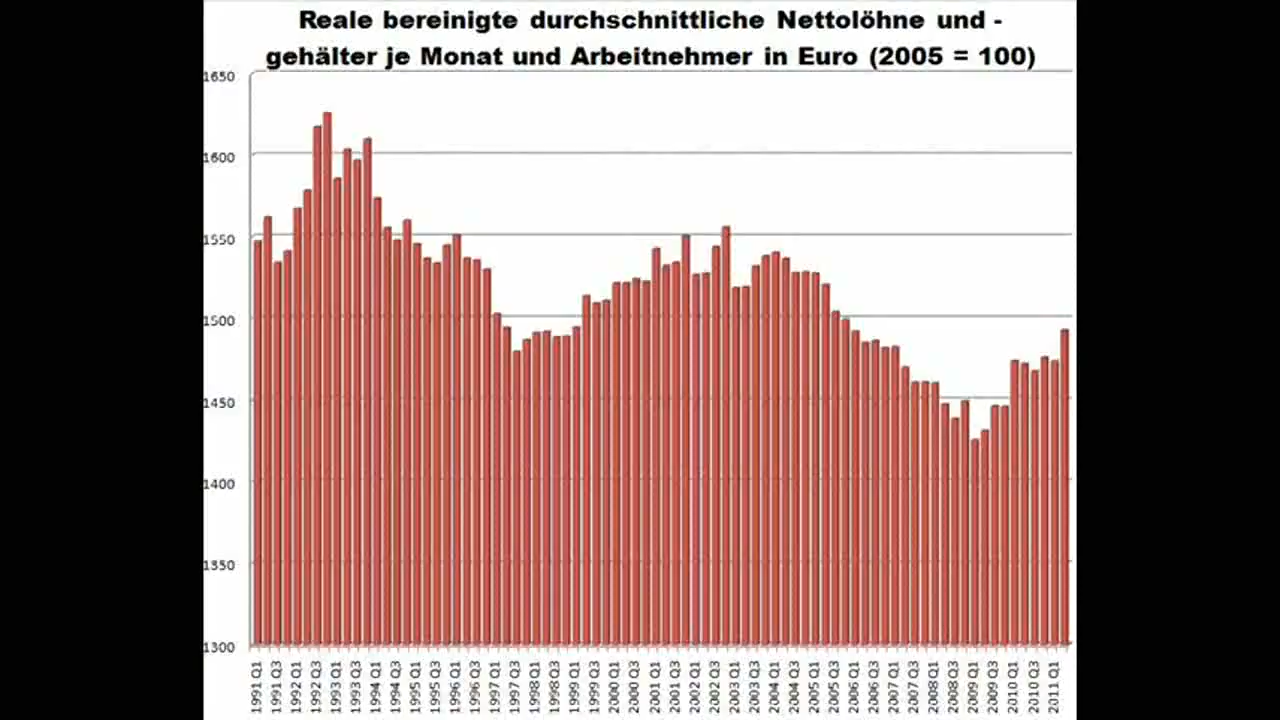 Reale bereinigte durchschnittliche Nettolöhne und -
gehälter je Monat und Arbeitnehmer in Euro (2005 = 100)
1650
1600
1550
1500
1450
1400
1350
1300
1991 Q1
1991 Q3
1992 Q1
1992 Q3
1993 Q1
1993 Q3
1994 Q1
1994 Q3
1995 Q1
1995 Q3
1996 Q1
1996 Q3
1997 Q1
1997 Q3
1998 Q1
1998 Q3
1999 Q1
1999 Q3
2000 Q1
2000 Q3
2001 Q1
2001 Q3
2002 Q1
2002 Q3
2003 Q1
2003 Q3
2004 Q1
2004 Q3
2005 Q1
2005 Q3
2006 Q1
2006 Q3
2007 Q1
2007 Q3
2008 Q1
2008 Q3
2009 Q1
2009 Q3
2010 Q1
2010 Q3
2011 Q1